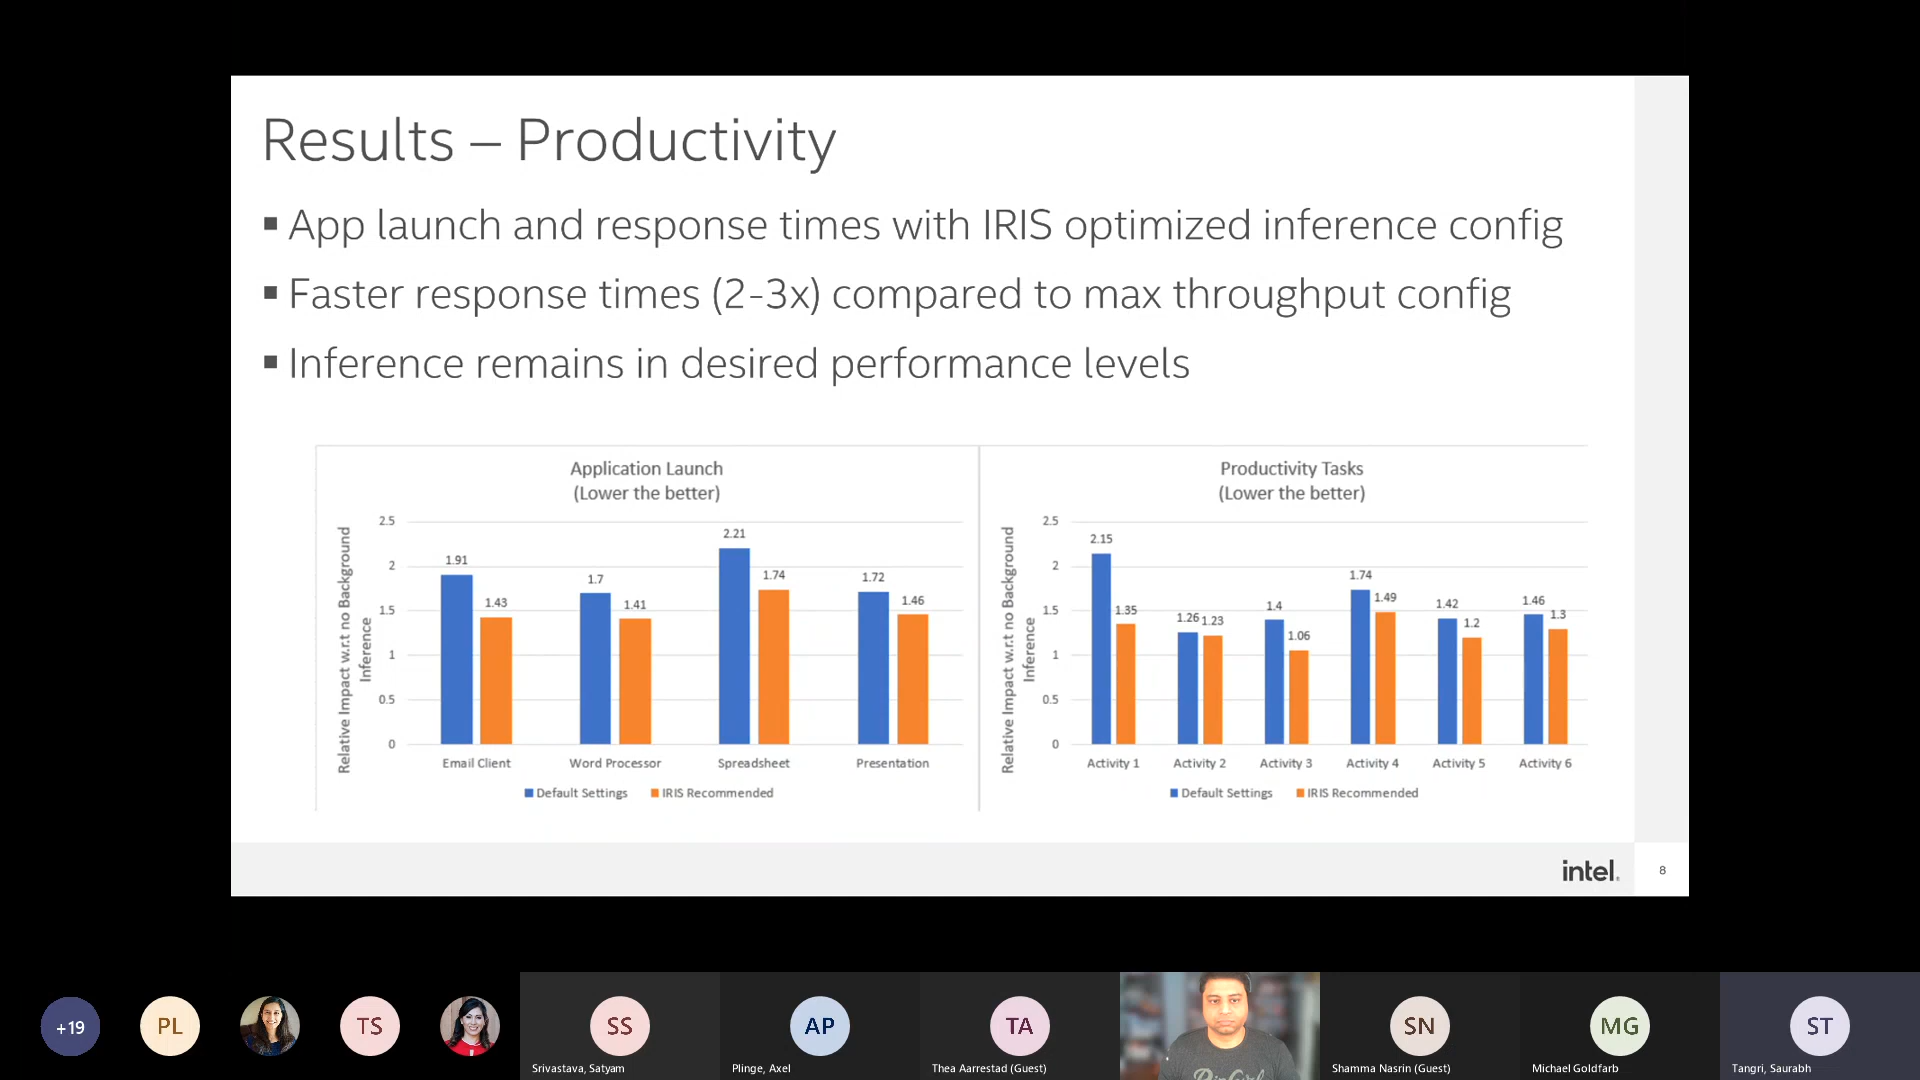 Results – Productivity
▪ App launch and response times with IRIS optimized inference config
▪ Faster response times (2-3x) compared to max throughput config
▪ Inference remains in desired performance levels
Application Launch
(Lower the better)
Relative Impact w.r.t no Background
Inference
2.5
2
1.5
1
0.5
0
1.91
1.43
1.7
1.41
2.21
1.74
1.72
1.46
Email Client
Word Processor
Spreadsheet
Presentation
Default Settings
IRIS Recommended
Productivity Tasks
(Lower the better)
Relative Impact w.r.t no Background
Inference
2.5
2
1.5
1
0.5
0
2.15
1.35
1.26
1.23
1.4
1.06
1.74
1.49
1.42
1.2
1.46
1.3
Activity 1
Activity 2
Activity 3
Activity 4
Activity 5
Activity 6
Default Settings
IRIS Recommended
intel.
8
+19
PL
TS
SS
Srivastava, Satyam
AP
Plinge, Axel
TA
Thea Aarrestad (Guest)
SN
Shamma Nasrin (Guest)
MG
Michael Goldfarb
ST
Tangri, Saurabh